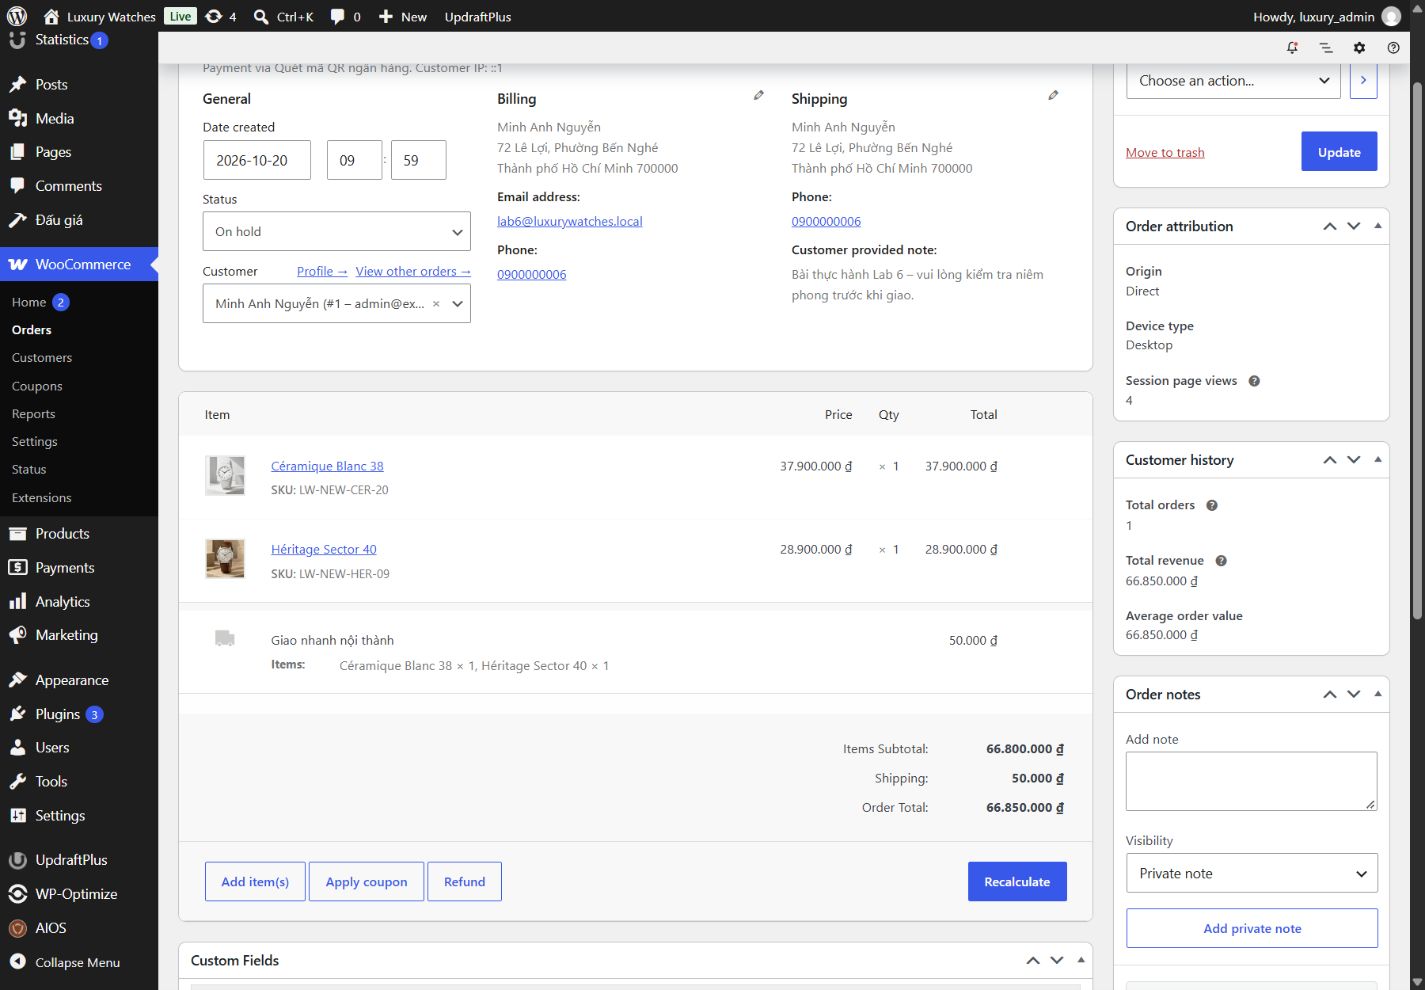 Luxury Watches
Live
4
Ctrl+K
0
New
UpdraftPlus
Howdy, luxury_admin
Statistics 1
Posts
Media
Pages
Comments
Đấu giá
WooCommerce
Home 2
Orders
Customers
Coupons
Reports
Settings
Status
Extensions
Products
Payments
Analytics
Marketing
Appearance
Plugins 3
Users
Tools
Settings
UpdraftPlus
WP-Optimize
AIOS
Collapse Menu
Payment via Quét mã QR ngân hàng. Customer IP: ::1
General
Date created
2026-10-20
09
:
59
Status
On hold
Customer
Profile →
View other orders →
Minh Anh Nguyễn (#1 – admin@ex... ×
Billing
Minh Anh Nguyễn
72 Lê Lợi, Phường Bến Nghé
Thành phố Hồ Chí Minh 700000
Email address:
lab6@luxurywatches.local
Phone:
0900000006
Shipping
Minh Anh Nguyễn
72 Lê Lợi, Phường Bến Nghé
Thành phố Hồ Chí Minh 700000
Phone:
0900000006
Customer provided note:
Bài thực hành Lab 6 – vui lòng kiểm tra niêm
phong trước khi giao.
Item Price Qty Total
Céramique Blanc 38 37.900.000 ₫ × 1 37.900.000 ₫
SKU: LW-NEW-CER-20
Héritage Sector 40 28.900.000 ₫ × 1 28.900.000 ₫
SKU: LW-NEW-HER-09
Giao nhanh nội thành 50.000 ₫
Items: Céramique Blanc 38 × 1, Héritage Sector 40 × 1
Items Subtotal: 66.800.000 ₫
Shipping: 50.000 ₫
Order Total: 66.850.000 ₫
Add item(s)
Apply coupon
Refund
Recalculate
Custom Fields
Choose an action...
Move to trash
Update
Order attribution
Origin
Direct
Device type
Desktop
Session page views
4
Customer history
Total orders
1
Total revenue
66.850.000 ₫
Average order value
66.850.000 ₫
Order notes
Add note
Visibility
Private note
Add private note